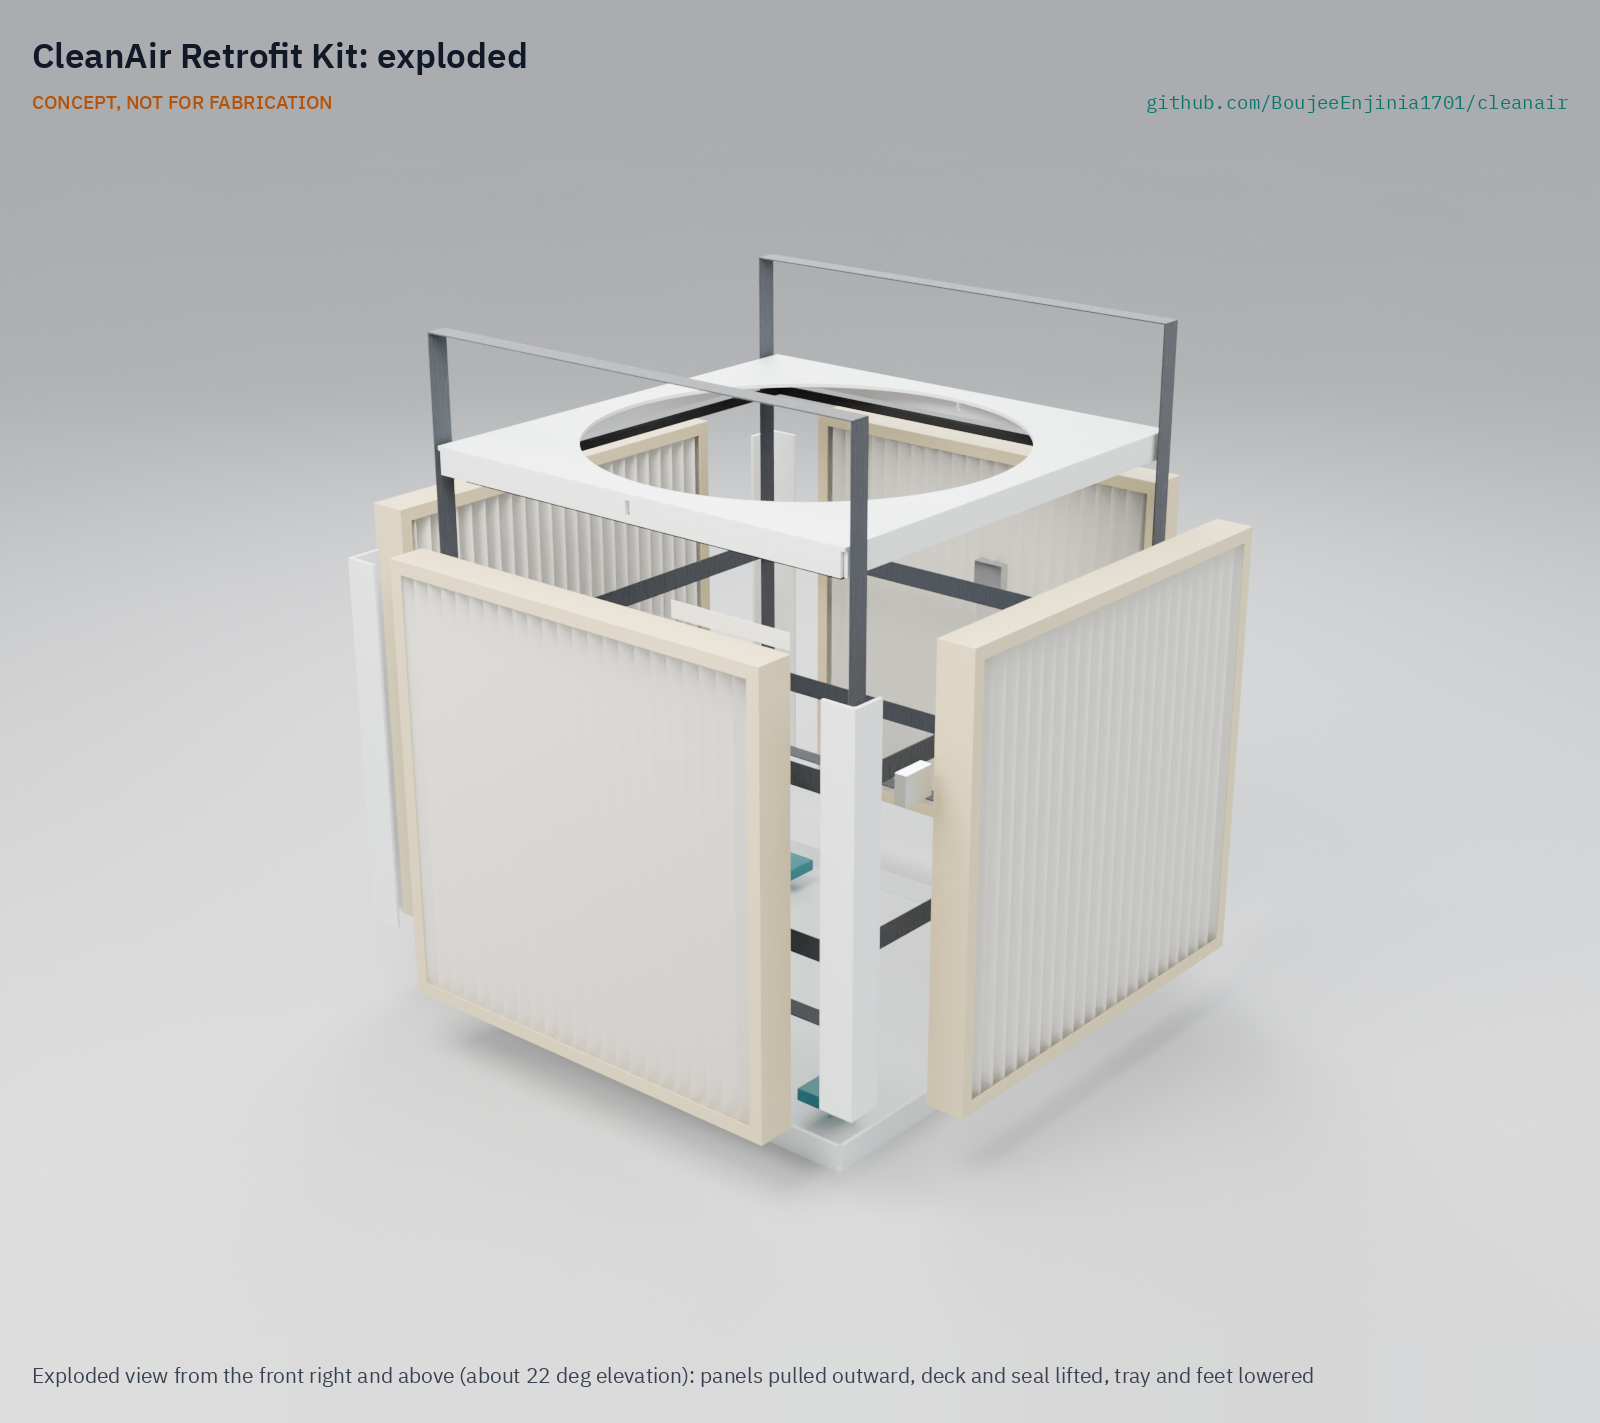 CleanAir Retrofit Kit: exploded
CONCEPT, NOT FOR FABRICATION
github.com/BoujeeEnjinia1701/cleanair
Exploded view from the front right and above (about 22 deg elevation): panels pulled outward, deck and seal lifted, tray and feet lowered